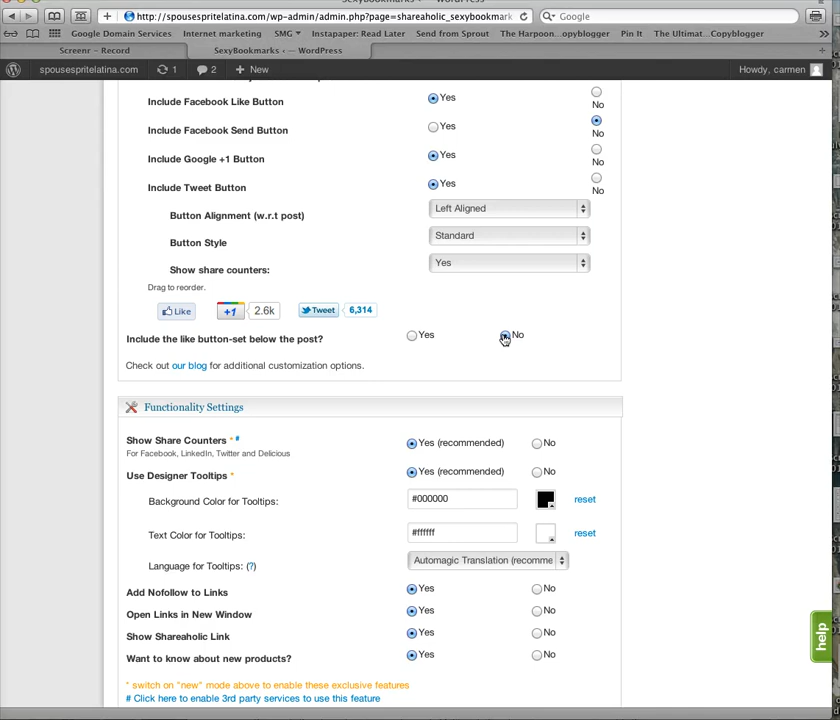 SexyBookmarks ‹ — WordPress
http://spousespritelatina.com/wp-admin/admin.php?page=shareaholic_sexybookmark
Google
Google Domain Services Internet marketing SMG Instapaper: Read Later Send from Sprout The Harpoon...opyblogger Pin It The Ultimat...Copyblogger
Screenr – Record SexyBookmarks ‹ — WordPress
spousespritelatina.com 1 2 + New Howdy, carmen
Include Facebook Like Button Yes No
Include Facebook Send Button Yes No
Include Google +1 Button Yes No
Include Tweet Button Yes No
Button Alignment (w.r.t post) Left Aligned
Button Style Standard
Show share counters: Yes
Drag to reorder.
Like +1 2.6k Tweet 6,314
Include the like button-set below the post? Yes No
Check out our blog for additional customization options.
Functionality Settings
Show Share Counters * # Yes (recommended) No
For Facebook, LinkedIn, Twitter and Delicious
Use Designer Tooltips * Yes (recommended) No
Background Color for Tooltips: #000000 reset
Text Color for Tooltips: #ffffff reset
Language for Tooltips: (?) Automagic Translation (recomme
Add Nofollow to Links Yes No
Open Links in New Window Yes No
Show Shareaholic Link Yes No
Want to know about new products? Yes No
* switch on "new" mode above to enable these exclusive features
# Click here to enable 3rd party services to use this feature
help